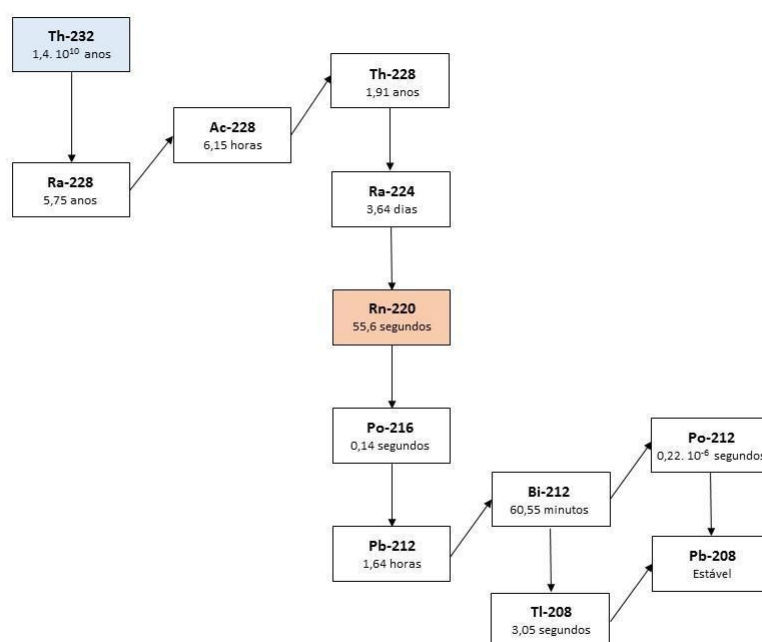 Th-232
1,4. 10¹⁰ anos
Ra-228
5,75 anos
Ac-228
6,15 horas
Th-228
1,91 anos
Ra-224
3,64 dias
Rn-220
55,6 segundos
Po-216
0,14 segundos
Pb-212
1,64 horas
Bi-212
60,55 minutos
Po-212
0,22. 10⁻⁶ segundos
Tl-208
3,05 segundos
Pb-208
Estável